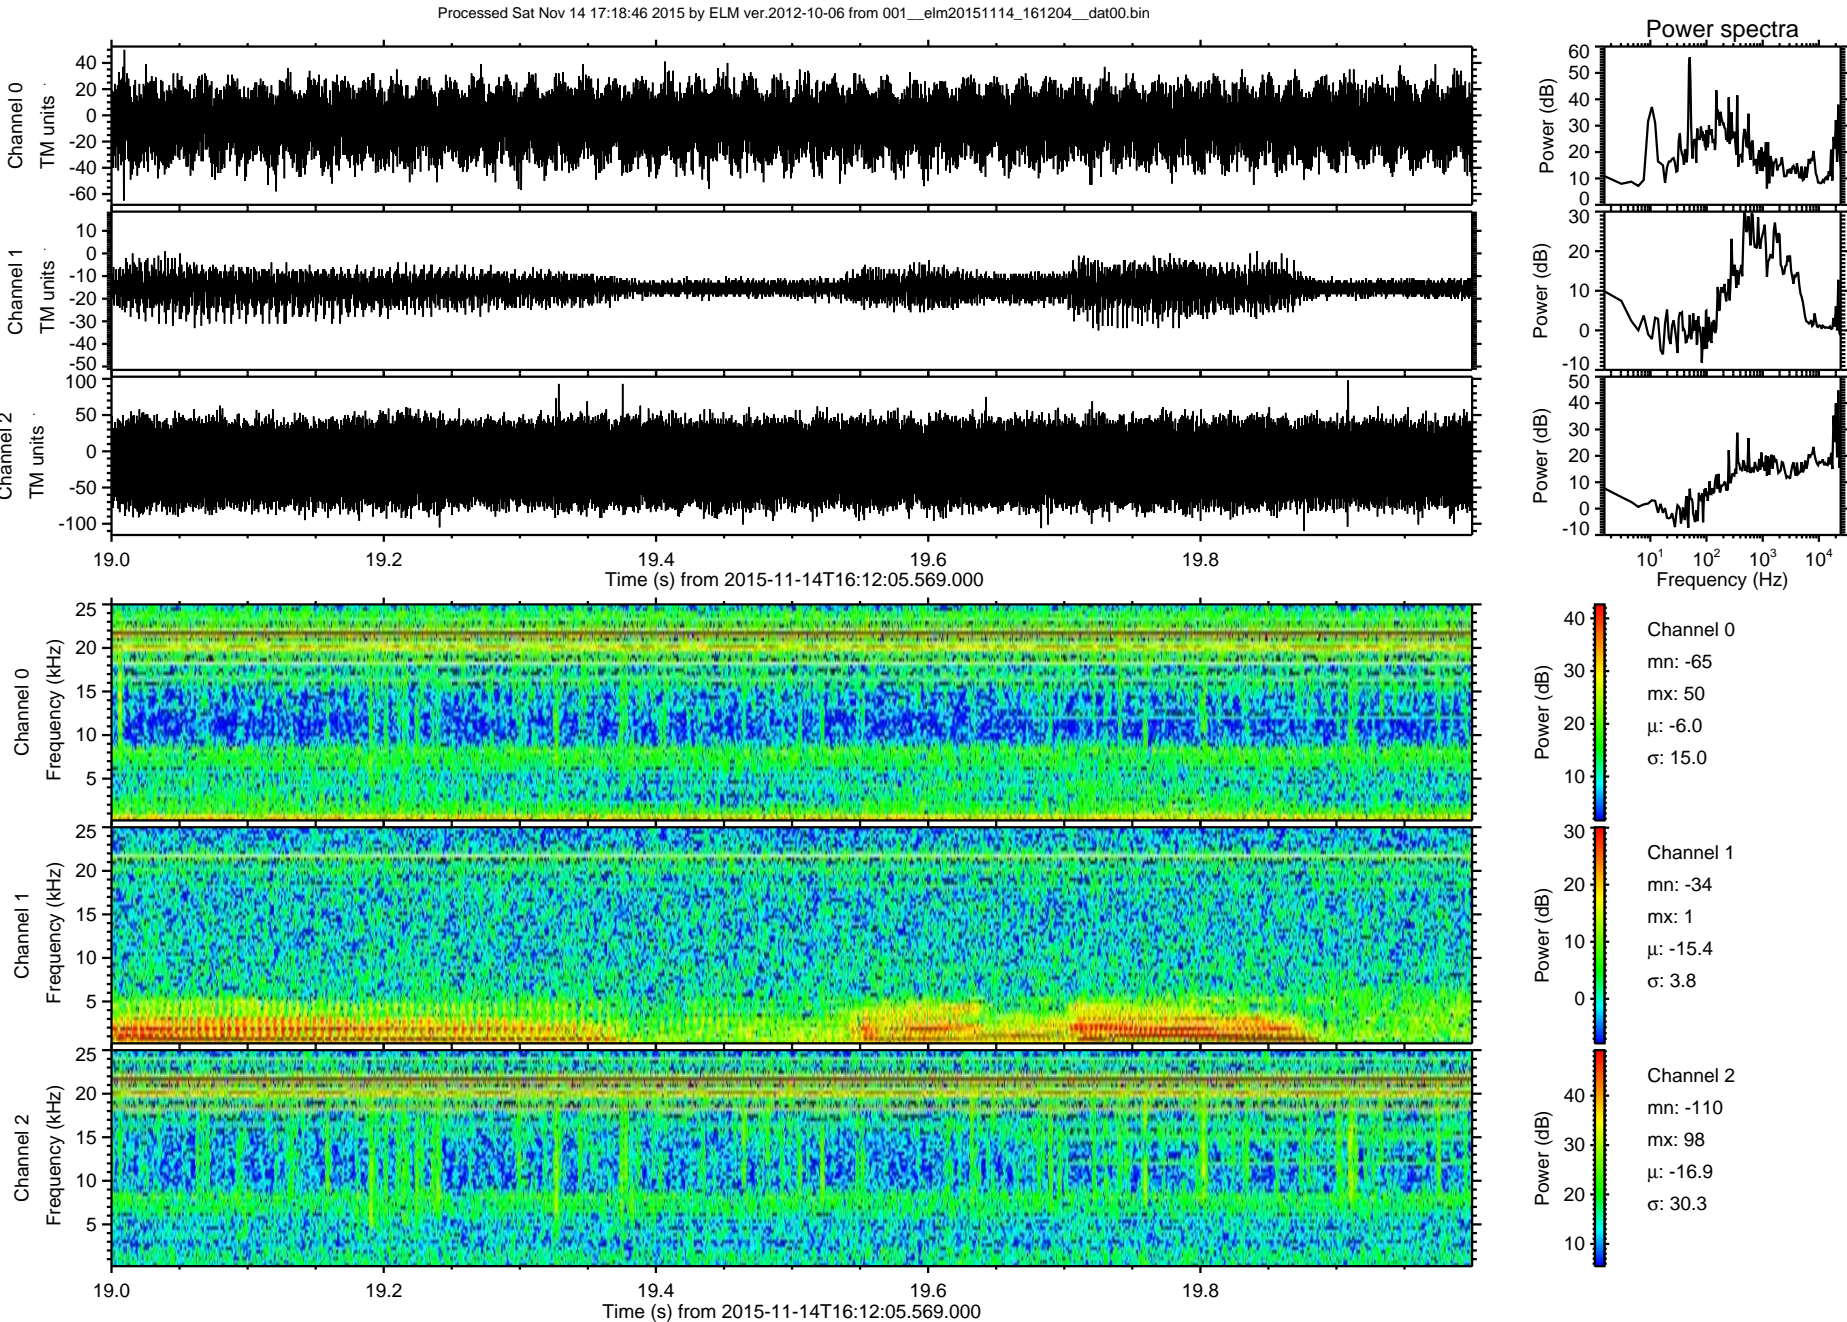 Processed Sat Nov 14 17:18:46 2015 by ELM ver.2012-10-06 from 001__elm20151114_161204__dat00.bin
Power spectra
Channel 0
TM units
40
20
0
-20
-40
-60
Power (dB)
60
50
40
30
20
10
0
Channel 1
TM units
10
0
-10
-20
-30
-40
-50
Power (dB)
30
20
10
0
-10
Channel 2
TM units
100
50
0
-50
-100
Power (dB)
50
40
30
20
10
0
-10
19.0 19.2 19.4 19.6 19.8
Time (s) from 2015-11-14T16:12:05.569.000
10^1 10^2 10^3 10^4
Frequency (Hz)
Channel 0
Frequency (kHz)
25
20
15
10
5
Power (dB)
40
30
20
10
Channel 0
mn: -65
mx: 50
μ: -6.0
σ: 15.0
Channel 1
Frequency (kHz)
25
20
15
10
5
Power (dB)
30
20
10
0
Channel 1
mn: -34
mx: 1
μ: -15.4
σ: 3.8
Channel 2
Frequency (kHz)
25
20
15
10
5
Power (dB)
40
30
20
10
Channel 2
mn: -110
mx: 98
μ: -16.9
σ: 30.3
19.0 19.2 19.4 19.6 19.8
Time (s) from 2015-11-14T16:12:05.569.000